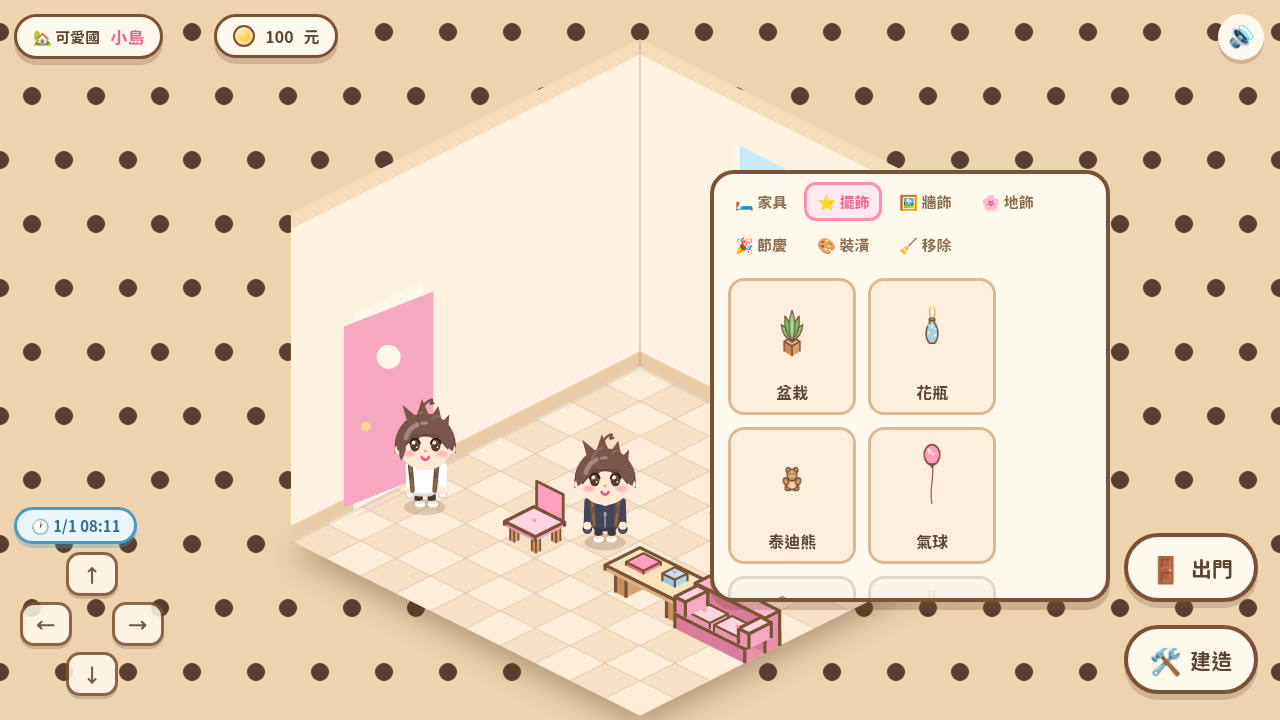 可愛國 小島
100 元
家具 擺飾 牆飾 地飾
節慶 裝潢 移除
盆栽 花瓶
泰迪熊 氣球
1/1 08:11
↑
← →
↓
出門
建造